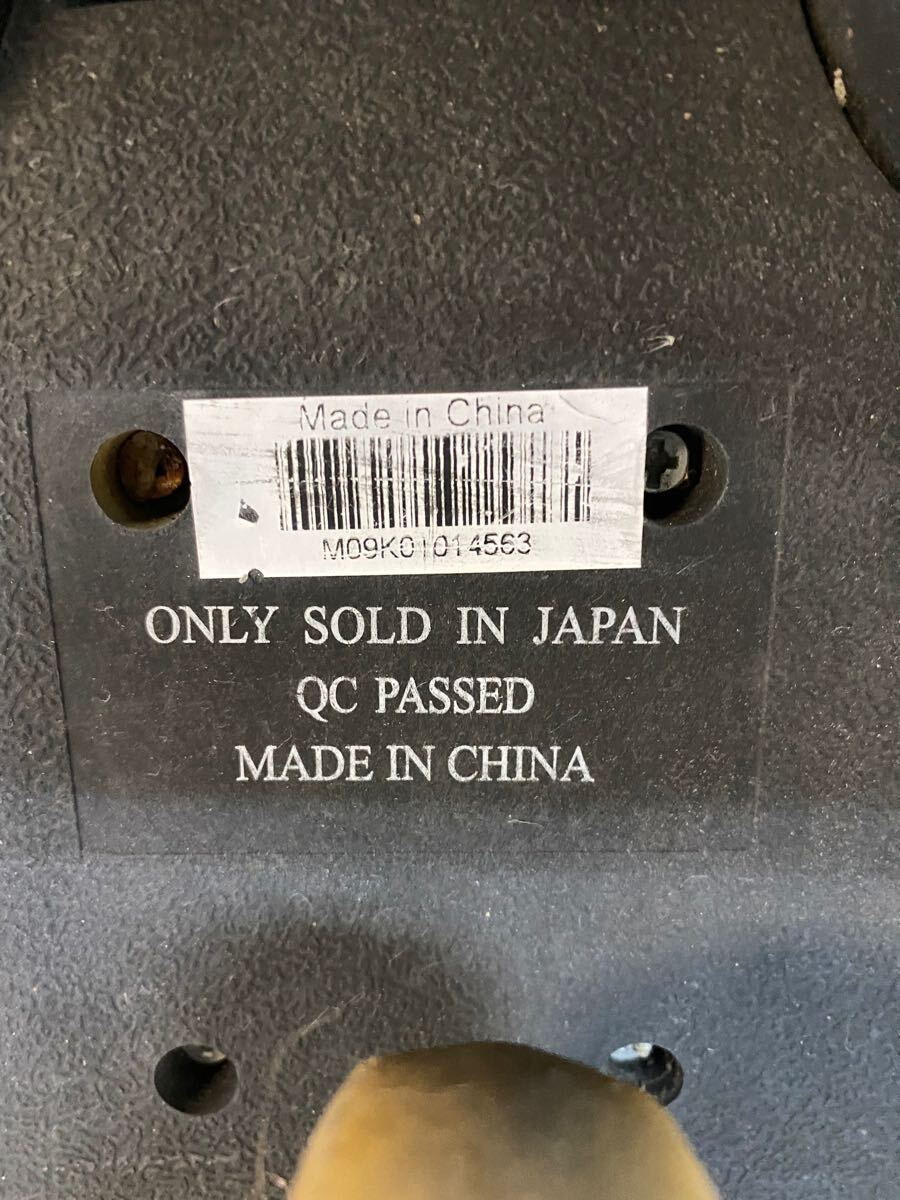 Made in China
M09K01014563
ONLY SOLD IN JAPAN
QC PASSED
MADE IN CHINA